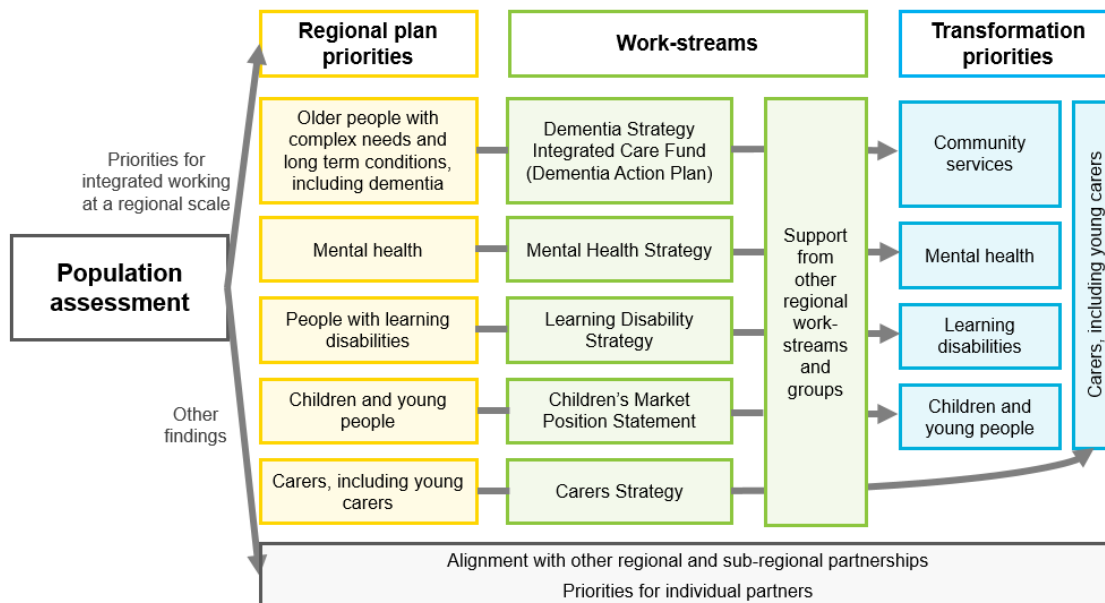 Regional plan
priorities
Work-streams
Transformation
priorities
Priorities for
integrated working
at a regional scale
Population
assessment
Other
findings
Older people with
complex needs and
long term conditions,
including dementia
Dementia Strategy
Integrated Care Fund
(Dementia Action Plan)
Community
services
Mental health
Mental Health Strategy
Mental health
People with learning
disabilities
Learning Disability
Strategy
Learning
disabilities
Children and young
people
Children’s Market
Position Statement
Children and
young people
Carers, including young
carers
Carers Strategy
Support
from
other
regional
work-
streams
and
groups
Carers, including young carers
Alignment with other regional and sub-regional partnerships
Priorities for individual partners